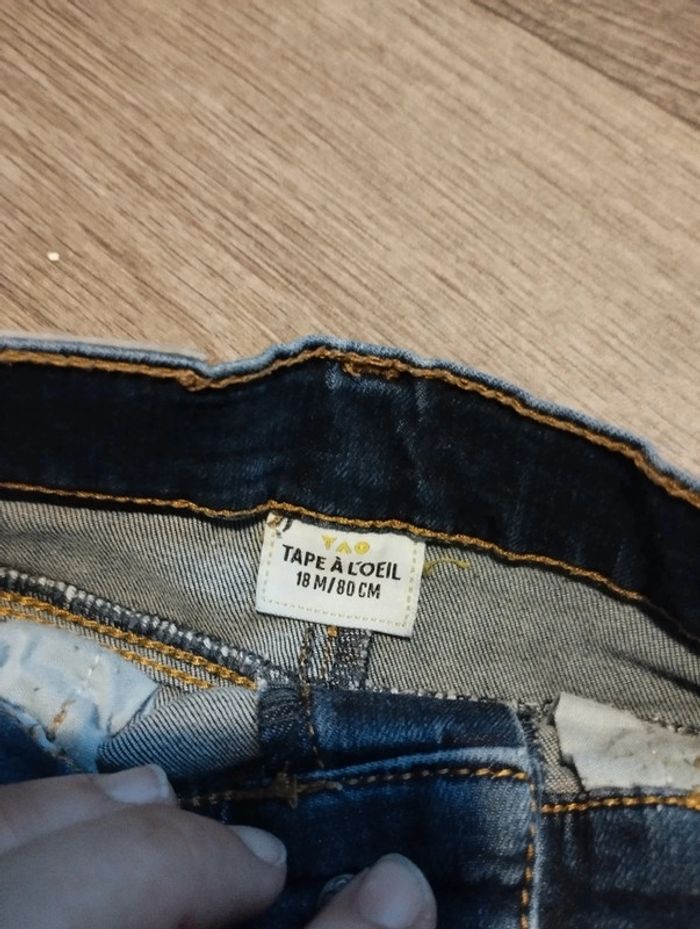 TAO
TAPE À L'OEIL
18 M/80 CM